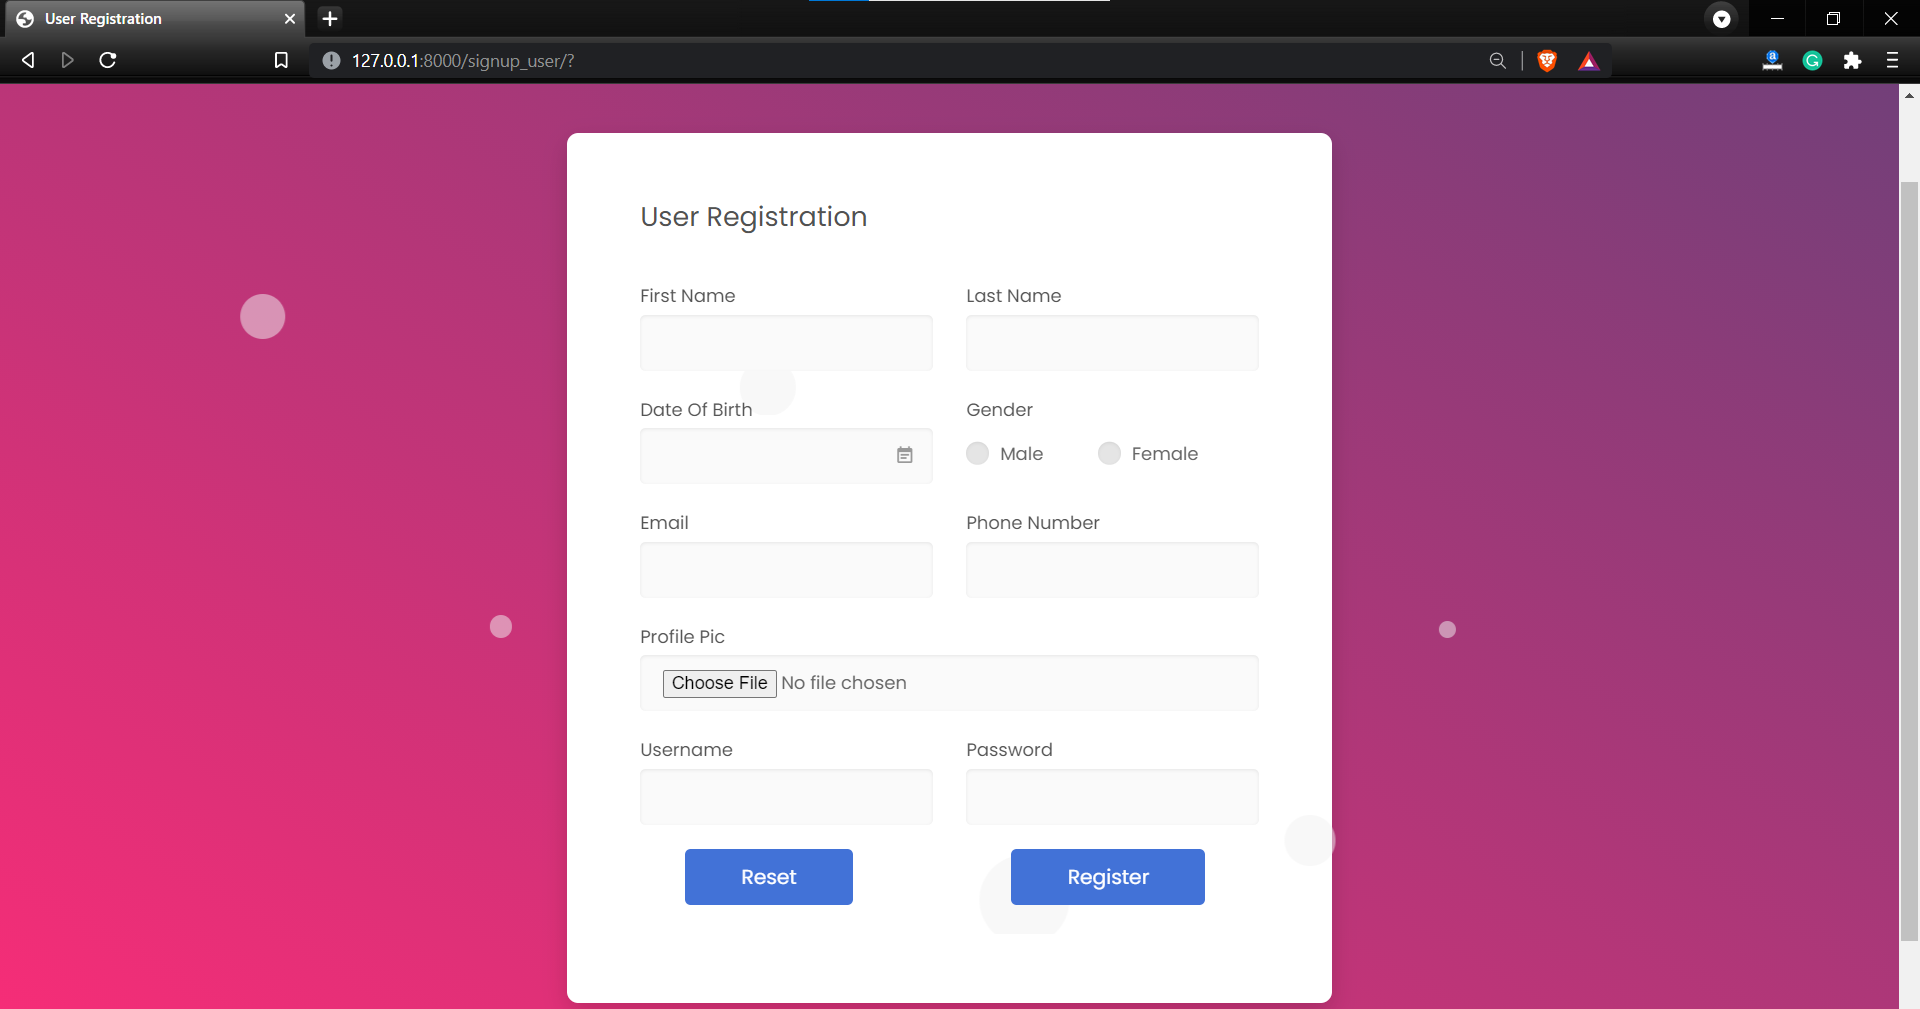 User Registration
127.0.0.1:8000/signup_user/?
User Registration
First Name
Last Name
Date Of Birth
Gender
Male
Female
Email
Phone Number
Profile Pic
Choose File No file chosen
Username
Password
Reset
Register